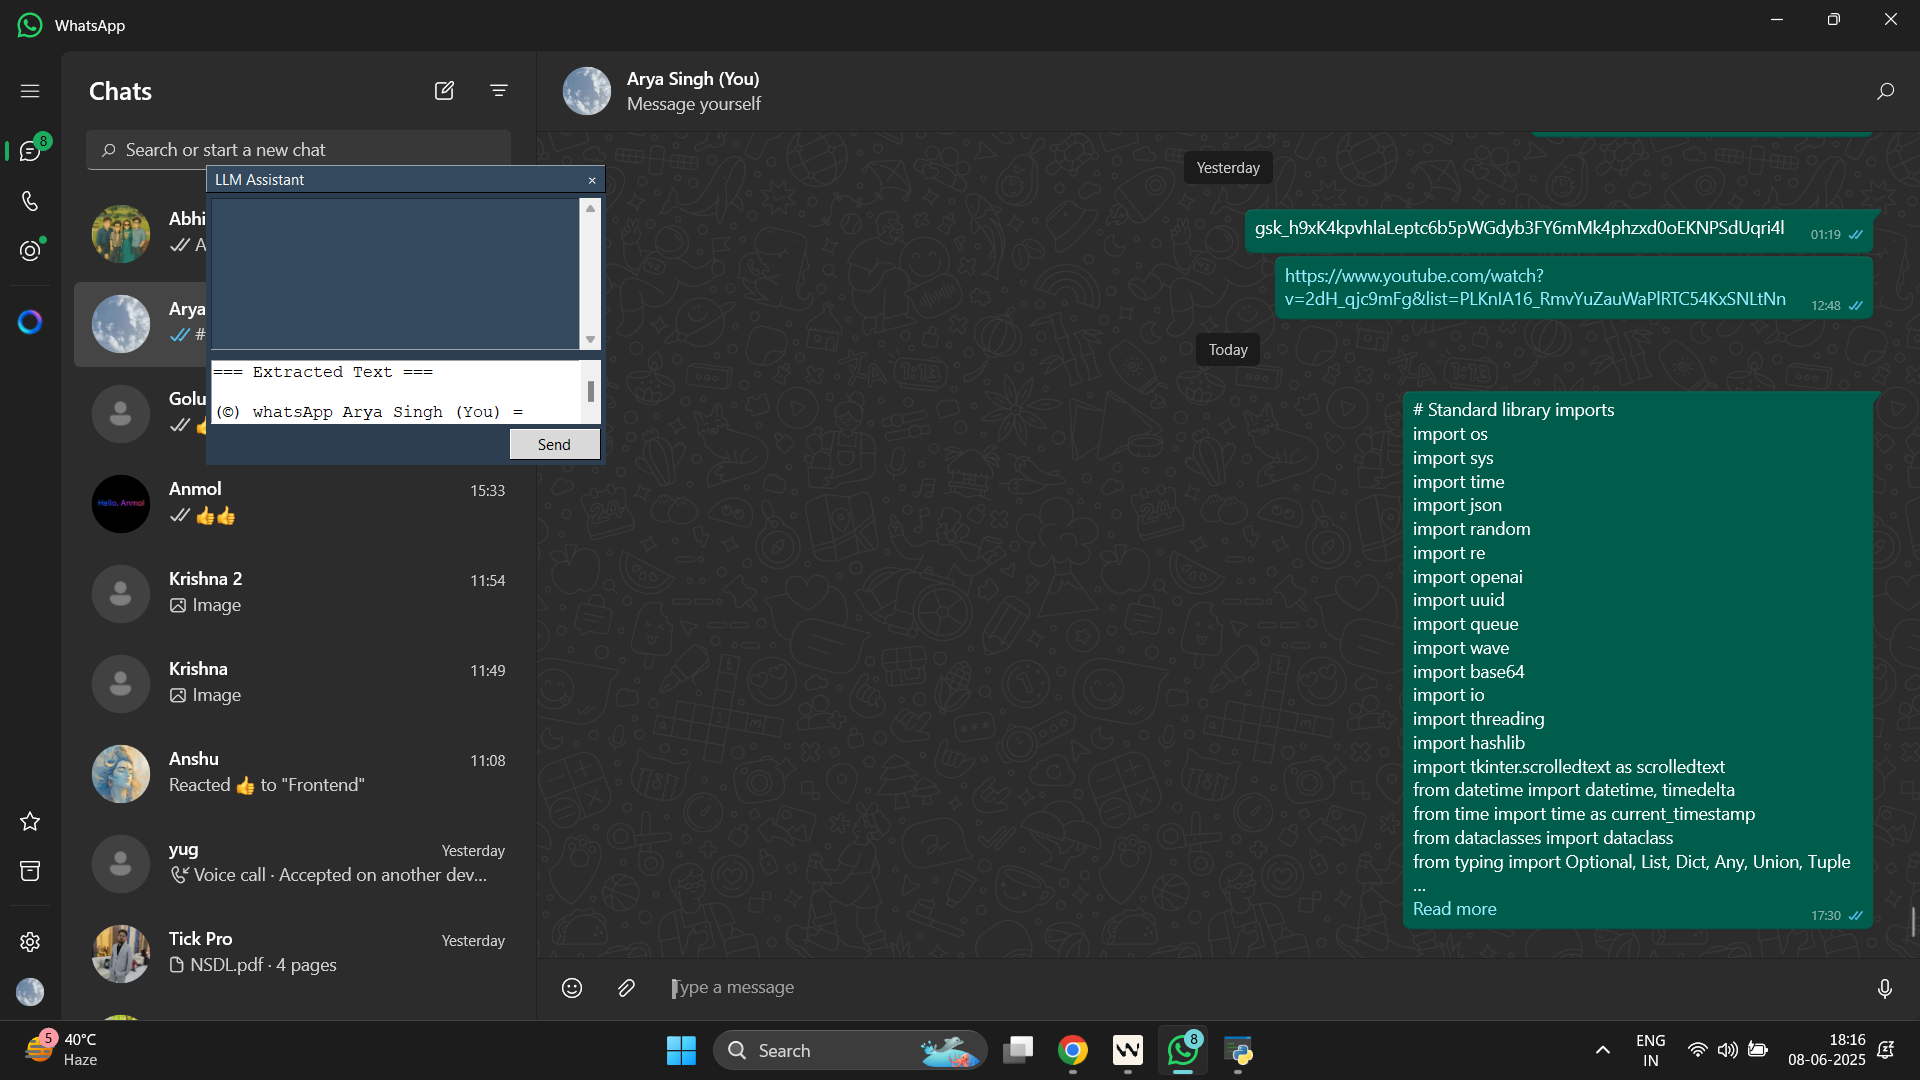 WhatsApp
Chats
8
Search or start a new chat
LLM Assistant
×
=== Extracted Text ===
(©) whatsApp Arya Singh (You) =
Send
Abhi
A
Arya
#
Golu
Hello, Anmol
Anmol
15:33
👍👍
Krishna 2
11:54
Image
Krishna
11:49
Image
Anshu
11:08
Reacted 👍 to "Frontend"
yug
Yesterday
Voice call · Accepted on another dev...
Tick Pro
Yesterday
NSDL.pdf · 4 pages
Arya Singh (You)
Message yourself
Yesterday
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
01:19
https://www.youtube.com/watch?
v=2dH_qjc9mFg&list=PLKnIA16_RmvYuZauWaPlRTC54KxSNLtNn
12:48
Today
# Standard library imports
import os
import sys
import time
import json
import random
import re
import openai
import uuid
import queue
import wave
import base64
import io
import threading
import hashlib
import tkinter.scrolledtext as scrolledtext
from datetime import datetime, timedelta
from time import time as current_timestamp
from dataclasses import dataclass
from typing import Optional, List, Dict, Any, Union, Tuple
...
Read more
17:30
Type a message
5
40°C
Haze
Search
8
ENG
IN
18:16
08-06-2025